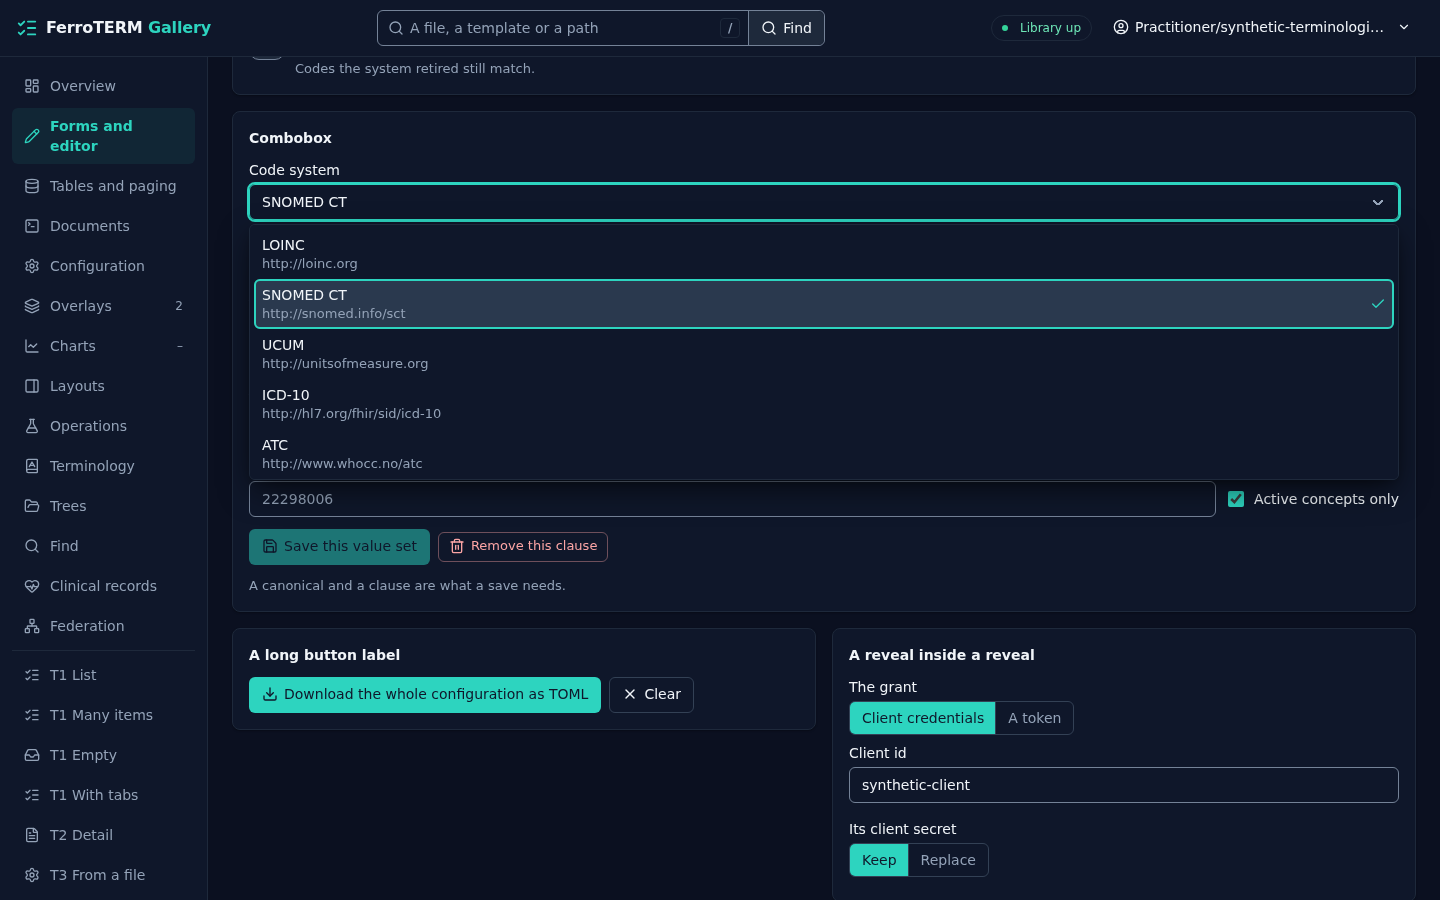 FerroTERM Gallery
A file, a template or a path
/
Find
Library up
Practitioner/synthetic-terminologi…
Overview
Forms and
editor
Tables and paging
Documents
Configuration
Overlays 2
Charts –
Layouts
Operations
Terminology
Trees
Find
Clinical records
Federation
T1 List
T1 Many items
T1 Empty
T1 With tabs
T2 Detail
T3 From a file
Codes the system retired still match.
Combobox
Code system
SNOMED CT
LOINC
http://loinc.org
SNOMED CT
http://snomed.info/sct
UCUM
http://unitsofmeasure.org
ICD-10
http://hl7.org/fhir/sid/icd-10
ATC
http://www.whocc.no/atc
22298006
Active concepts only
Save this value set
Remove this clause
A canonical and a clause are what a save needs.
A long button label
Download the whole configuration as TOML
Clear
A reveal inside a reveal
The grant
Client credentials
A token
Client id
synthetic-client
Its client secret
Keep
Replace